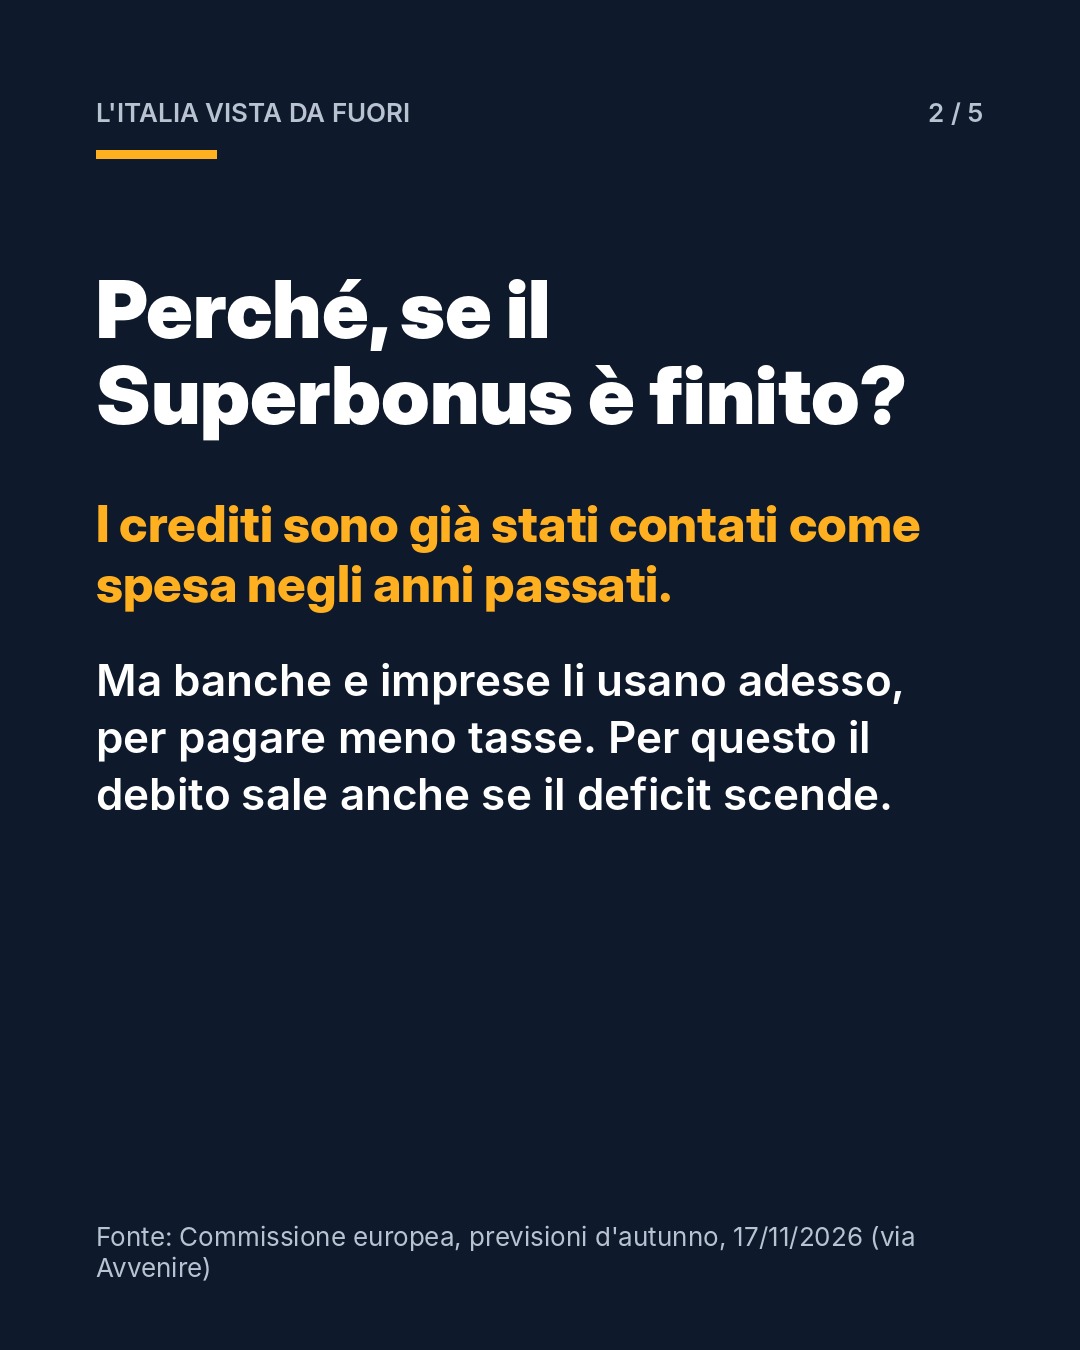 L'ITALIA VISTA DA FUORI
2 / 5
Perché, se il
Superbonus è finito?
I crediti sono già stati contati come
spesa negli anni passati.
Ma banche e imprese li usano adesso,
per pagare meno tasse. Per questo il
debito sale anche se il deficit scende.
Fonte: Commissione europea, previsioni d'autunno, 17/11/2026 (via
Avvenire)